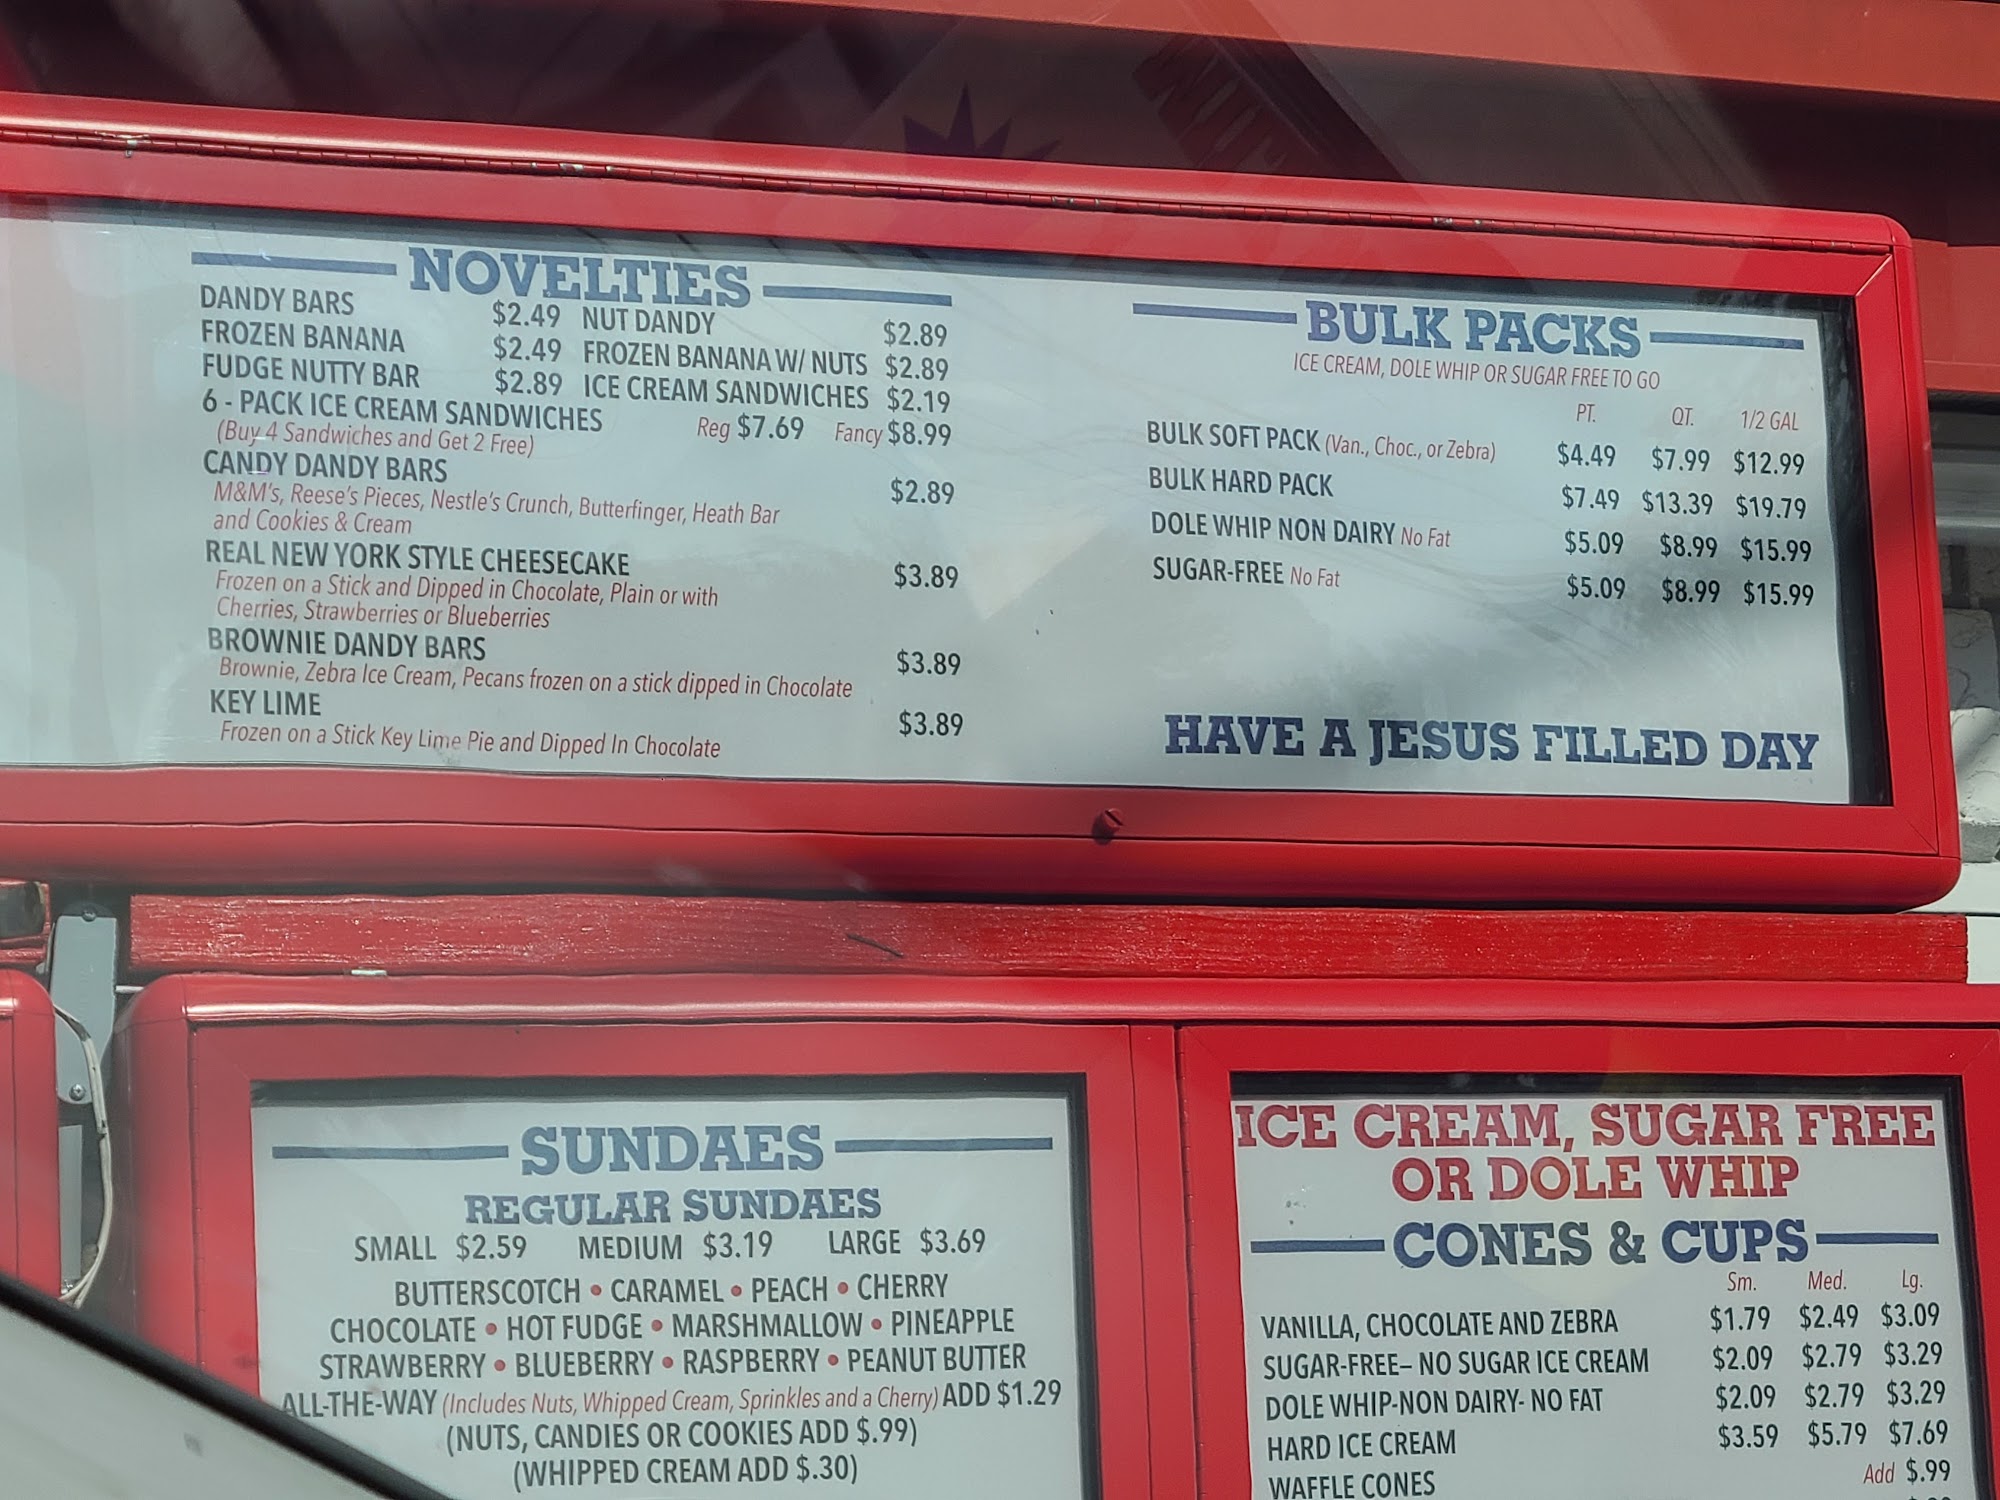 NOVELTIES
DANDY BARS $2.49 NUT DANDY $2.89
FROZEN BANANA $2.49 FROZEN BANANA W/ NUTS $2.89
FUDGE NUTTY BAR $2.89 ICE CREAM SANDWICHES $2.19
6 - PACK ICE CREAM SANDWICHES Reg $7.69 Fancy $8.99
(Buy 4 Sandwiches and Get 2 Free)
CANDY DANDY BARS $2.89
M&M's, Reese's Pieces, Nestle's Crunch, Butterfinger, Heath Bar
and Cookies & Cream
REAL NEW YORK STYLE CHEESECAKE $3.89
Frozen on a Stick and Dipped in Chocolate, Plain or with
Cherries, Strawberries or Blueberries
BROWNIE DANDY BARS $3.89
Brownie, Zebra Ice Cream, Pecans frozen on a stick dipped in Chocolate
KEY LIME $3.89
Frozen on a Stick Key Lime Pie and Dipped In Chocolate
BULK PACKS
ICE CREAM, DOLE WHIP OR SUGAR FREE TO GO
PT. QT. 1/2 GAL
BULK SOFT PACK (Van., Choc., or Zebra) $4.49 $7.99 $12.99
BULK HARD PACK $7.49 $13.39 $19.79
DOLE WHIP NON DAIRY No Fat $5.09 $8.99 $15.99
SUGAR-FREE No Fat $5.09 $8.99 $15.99
HAVE A JESUS FILLED DAY
SUNDAES
REGULAR SUNDAES
SMALL $2.59 MEDIUM $3.19 LARGE $3.69
BUTTERSCOTCH • CARAMEL • PEACH • CHERRY
CHOCOLATE • HOT FUDGE • MARSHMALLOW • PINEAPPLE
STRAWBERRY • BLUEBERRY • RASPBERRY • PEANUT BUTTER
ALL-THE-WAY (Includes Nuts, Whipped Cream, Sprinkles and a Cherry) ADD $1.29
(NUTS, CANDIES OR COOKIES ADD $.99)
(WHIPPED CREAM ADD $.30)
ICE CREAM, SUGAR FREE
OR DOLE WHIP
CONES & CUPS
Sm. Med. Lg.
VANILLA, CHOCOLATE AND ZEBRA $1.79 $2.49 $3.09
SUGAR-FREE– NO SUGAR ICE CREAM $2.09 $2.79 $3.29
DOLE WHIP-NON DAIRY- NO FAT $2.09 $2.79 $3.29
HARD ICE CREAM $3.59 $5.79 $7.69
WAFFLE CONES Add $.99